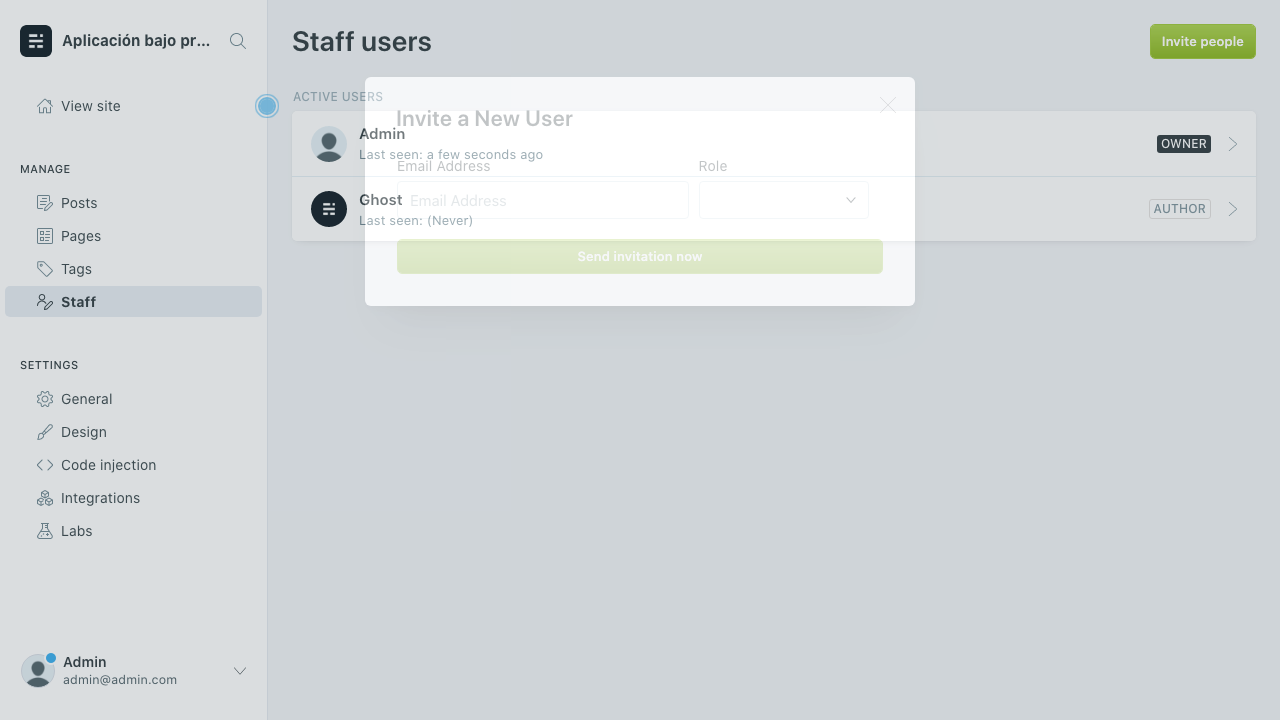 Aplicación bajo pr...
View site
MANAGE
Posts
Pages
Tags
Staff
SETTINGS
General
Design
Code injection
Integrations
Labs
Admin
admin@admin.com
Staff users
Invite people
ACTIVE USERS
Admin
Last seen: a few seconds ago
OWNER
Ghost
Last seen: (Never)
AUTHOR
Invite a New User
Email Address
Role
Email Address
Send invitation now